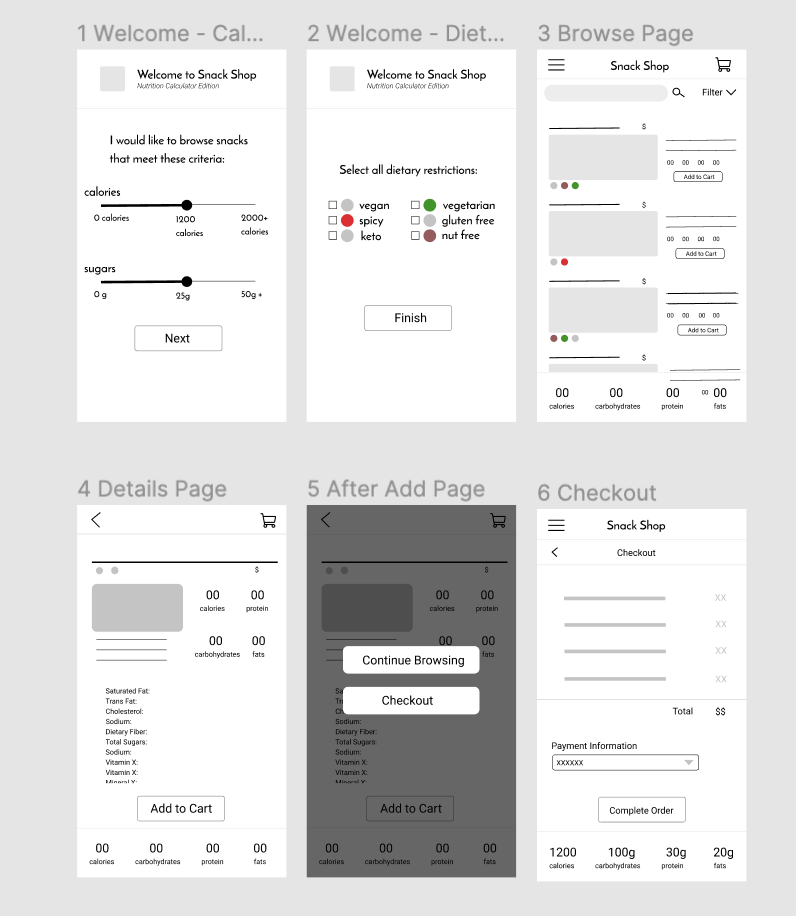 1 Welcome - Cal...
Welcome to Snack Shop
Nutrition Calculator Edition
I would like to browse snacks
that meet these criteria:
calories
0 calories
1200
calories
2000+
calories
sugars
0 g
25g
50g +
Next
2 Welcome - Diet...
Welcome to Snack Shop
Nutrition Calculator Edition
Select all dietary restrictions:
vegan
vegetarian
spicy
gluten free
keto
nut free
Finish
3 Browse Page
Snack Shop
Filter
$
00 00 00 00
Add to Cart
$
00 00 00 00
Add to Cart
$
00 00 00 00
Add to Cart
$
00
00 00 00 00
calories carbohydrates protein fats
4 Details Page
$
00 00
calories protein
00 00
carbohydrates fats
Saturated Fat:
Trans Fat:
Cholesterol:
Sodium:
Dietary Fiber:
Total Sugars:
Sodium:
Vitamin X:
Vitamin X:
Mineral X:
Add to Cart
00 00 00 00
calories carbohydrates protein fats
5 After Add Page
$
00 00
calories protein
00 00
fats
Continue Browsing
Checkout
Sa
Tr
Ch
Sodium:
Dietary Fiber:
Total Sugars:
Sodium:
Vitamin X:
Vitamin X:
Mineral X:
Add to Cart
00 00 00 00
calories carbohydrates protein fats
6 Checkout
Snack Shop
Checkout
XX
XX
XX
XX
Total $$
Payment Information
xxxxxx
Complete Order
1200 100g 30g 20g
calories carbohydrates protein fats